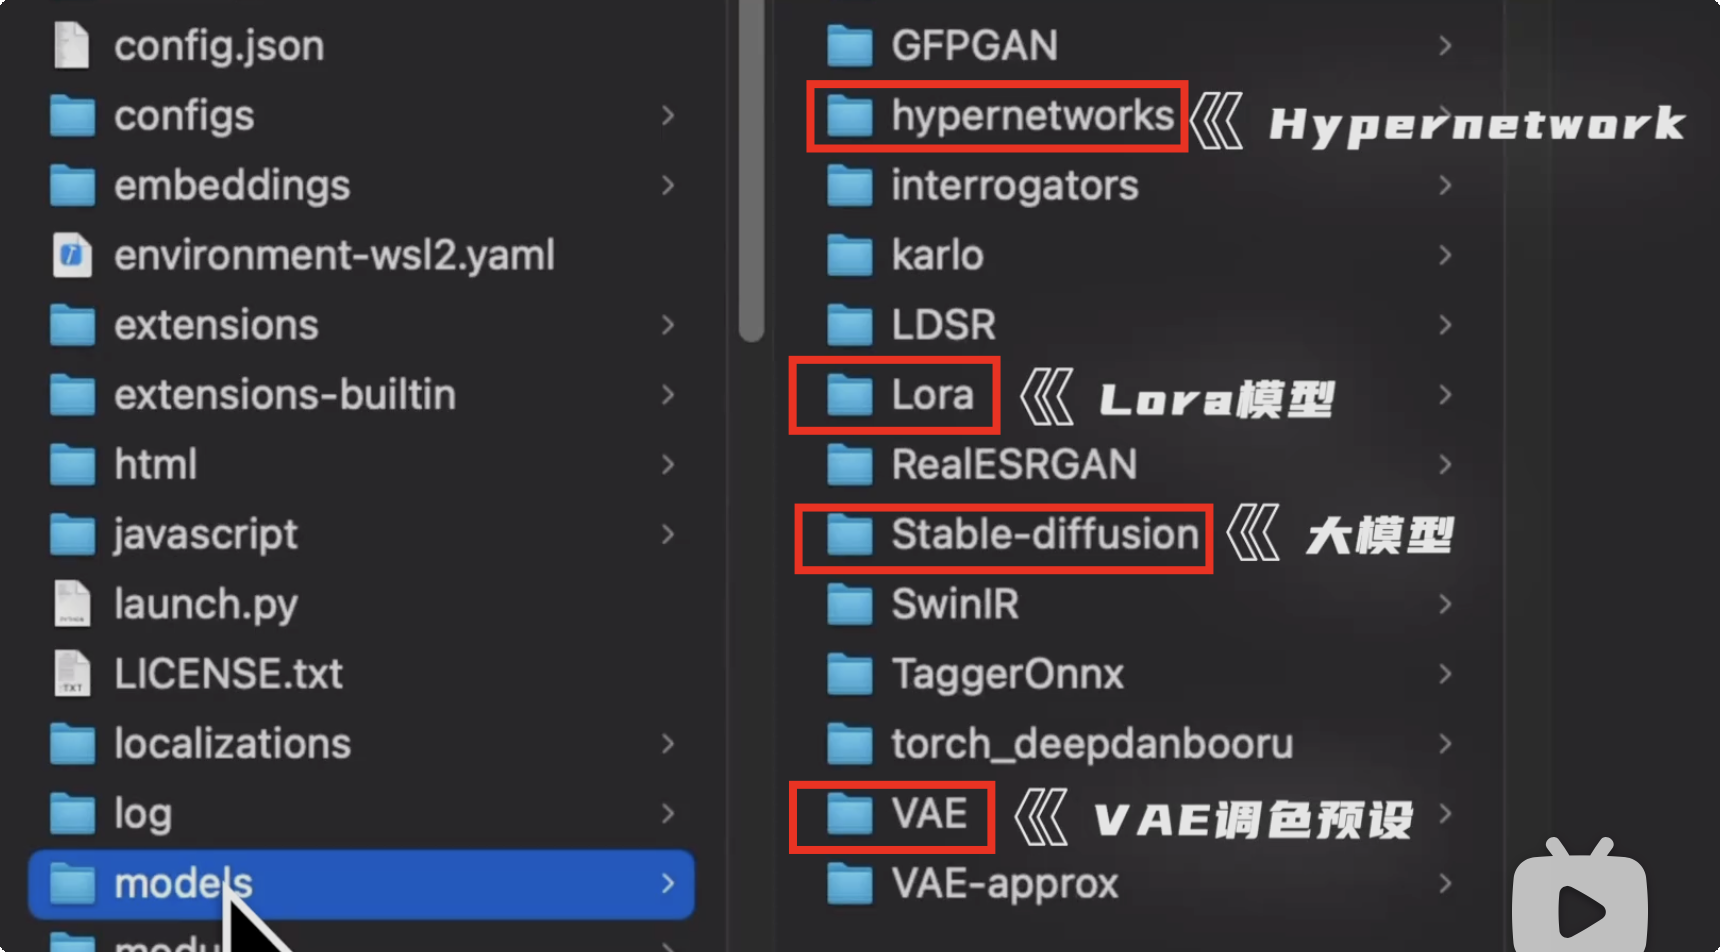 config.json
configs
embeddings
environment-wsl2.yaml
extensions
extensions-builtin
html
javascript
launch.py
LICENSE.txt
localizations
log
models
GFPGAN
hypernetworks
Hypernetwork
interrogators
karlo
LDSR
Lora
Lora模型
RealESRGAN
Stable-diffusion
大模型
SwinIR
TaggerOnnx
torch_deepdanbooru
VAE
VAE调色预设
VAE-approx